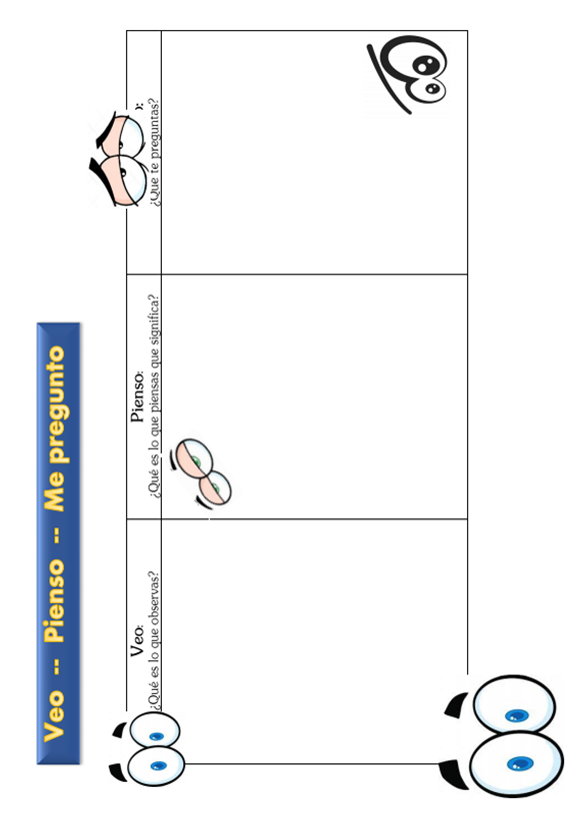 Veo -- Pienso -- Me pregunto
Veo:
¿Qué es lo que observas?
Pienso:
¿Qué es lo que piensas que significa?
o:
¿Que te preguntas?